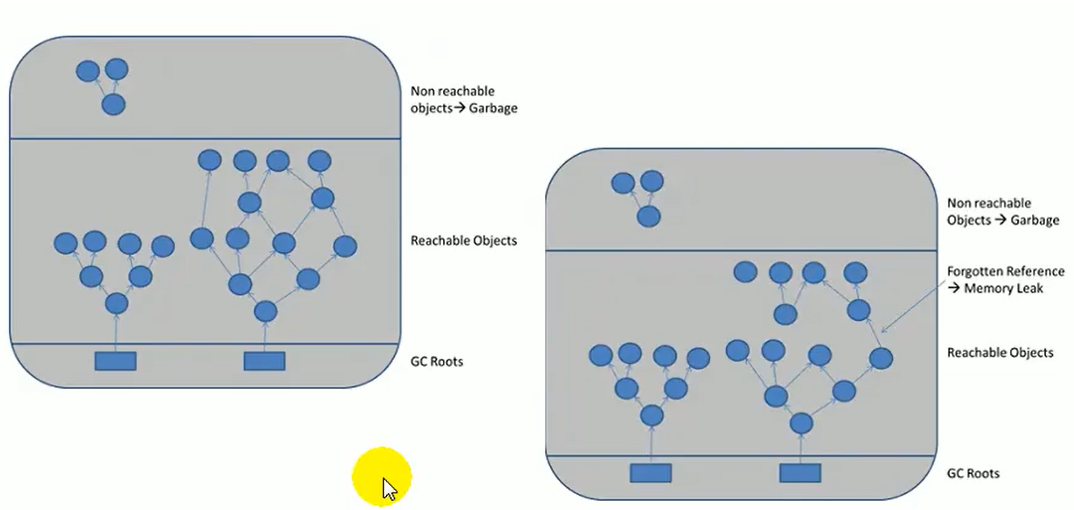 Non reachable
objects→ Garbage
Reachable Objects
GC Roots
Non reachable
Objects → Garbage
Forgotten Reference
→ Memory Leak
Reachable Objects
GC Roots